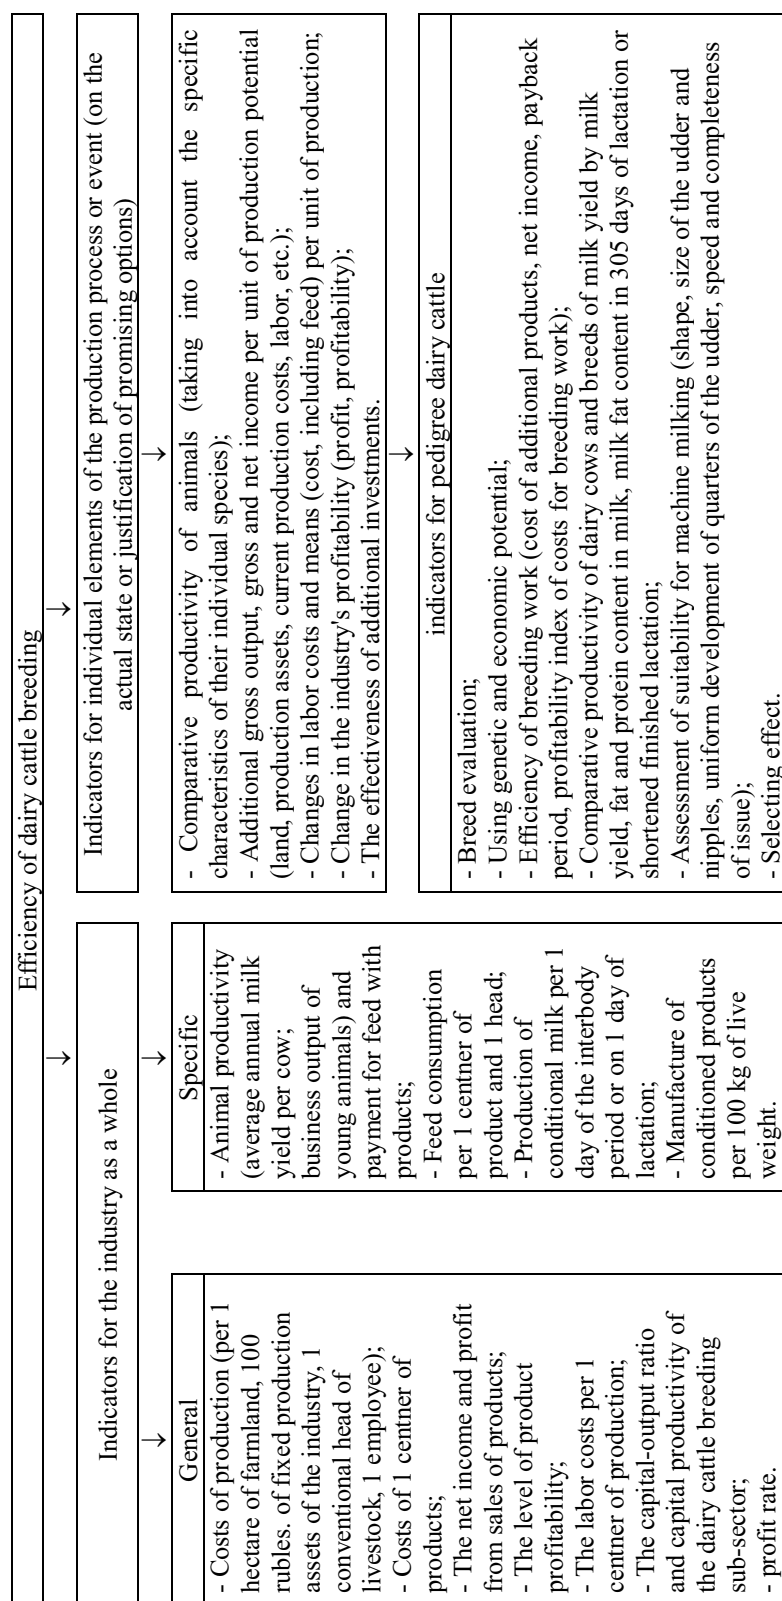 Efficiency of dairy cattle breeding
↓
↓
Indicators for the industry as a whole
Indicators for individual elements of the production process or event (on the
actual state or justification of promising options)
↓
↓
↓
General
- Costs of production (per 1
hectare of farmland, 100
rubles. of fixed production
assets of the industry, 1
conventional head of
livestock, 1 employee);
- Costs of 1 centner of
products;
- The net income and profit
from sales of products;
- The level of product
profitability;
- The labor costs per 1
centner of production;
- The capital-output ratio
and capital productivity of
the dairy cattle breeding
sub-sector;
- profit rate.
Specific
- Animal productivity
(average annual milk
yield per cow;
business output of
young animals) and
payment for feed with
products;
- Feed consumption
per 1 centner of
product and 1 head;
- Production of
conditional milk per 1
day of the interbody
period or on 1 day of
lactation;
- Manufacture of
conditioned products
per 100 kg of live
weight.
- Comparative productivity of animals (taking into account the specific
characteristics of their individual species);
- Additional gross output, gross and net income per unit of production potential
(land, production assets, current production costs, labor, etc.);
- Changes in labor costs and means (cost, including feed) per unit of production;
- Change in the industry's profitability (profit, profitability);
- The effectiveness of additional investments.
↓
indicators for pedigree dairy cattle
- Breed evaluation;
- Using genetic and economic potential;
- Efficiency of breeding work (cost of additional products, net income, payback
period, profitability index of costs for breeding work);
- Comparative productivity of dairy cows and breeds of milk yield by milk
yield, fat and protein content in milk, milk fat content in 305 days of lactation or
shortened finished lactation;
- Assessment of suitability for machine milking (shape, size of the udder and
nipples, uniform development of quarters of the udder, speed and completeness
of issue);
- Selecting effect.